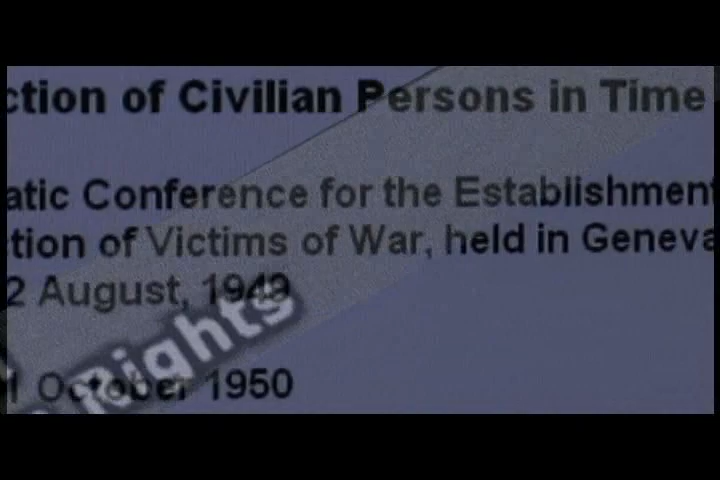 ction of Civilian Persons in Time
atic Conference for the Establishment
ction of Victims of War, held in Geneva
2 August, 1949
Rights
1 October 1950